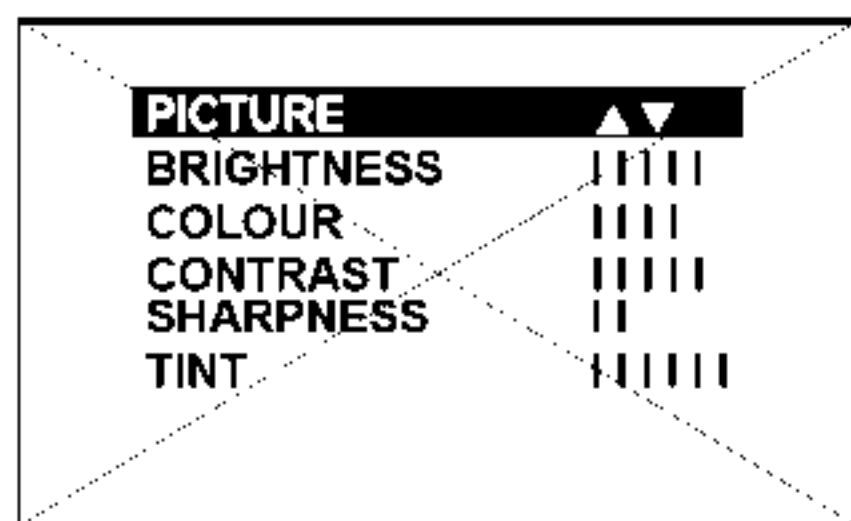 PICTURE ▲▼
BRIGHTNESS | | | | |
COLOUR | | | |
CONTRAST | | | | |
SHARPNESS | |
TINT | | | | | |